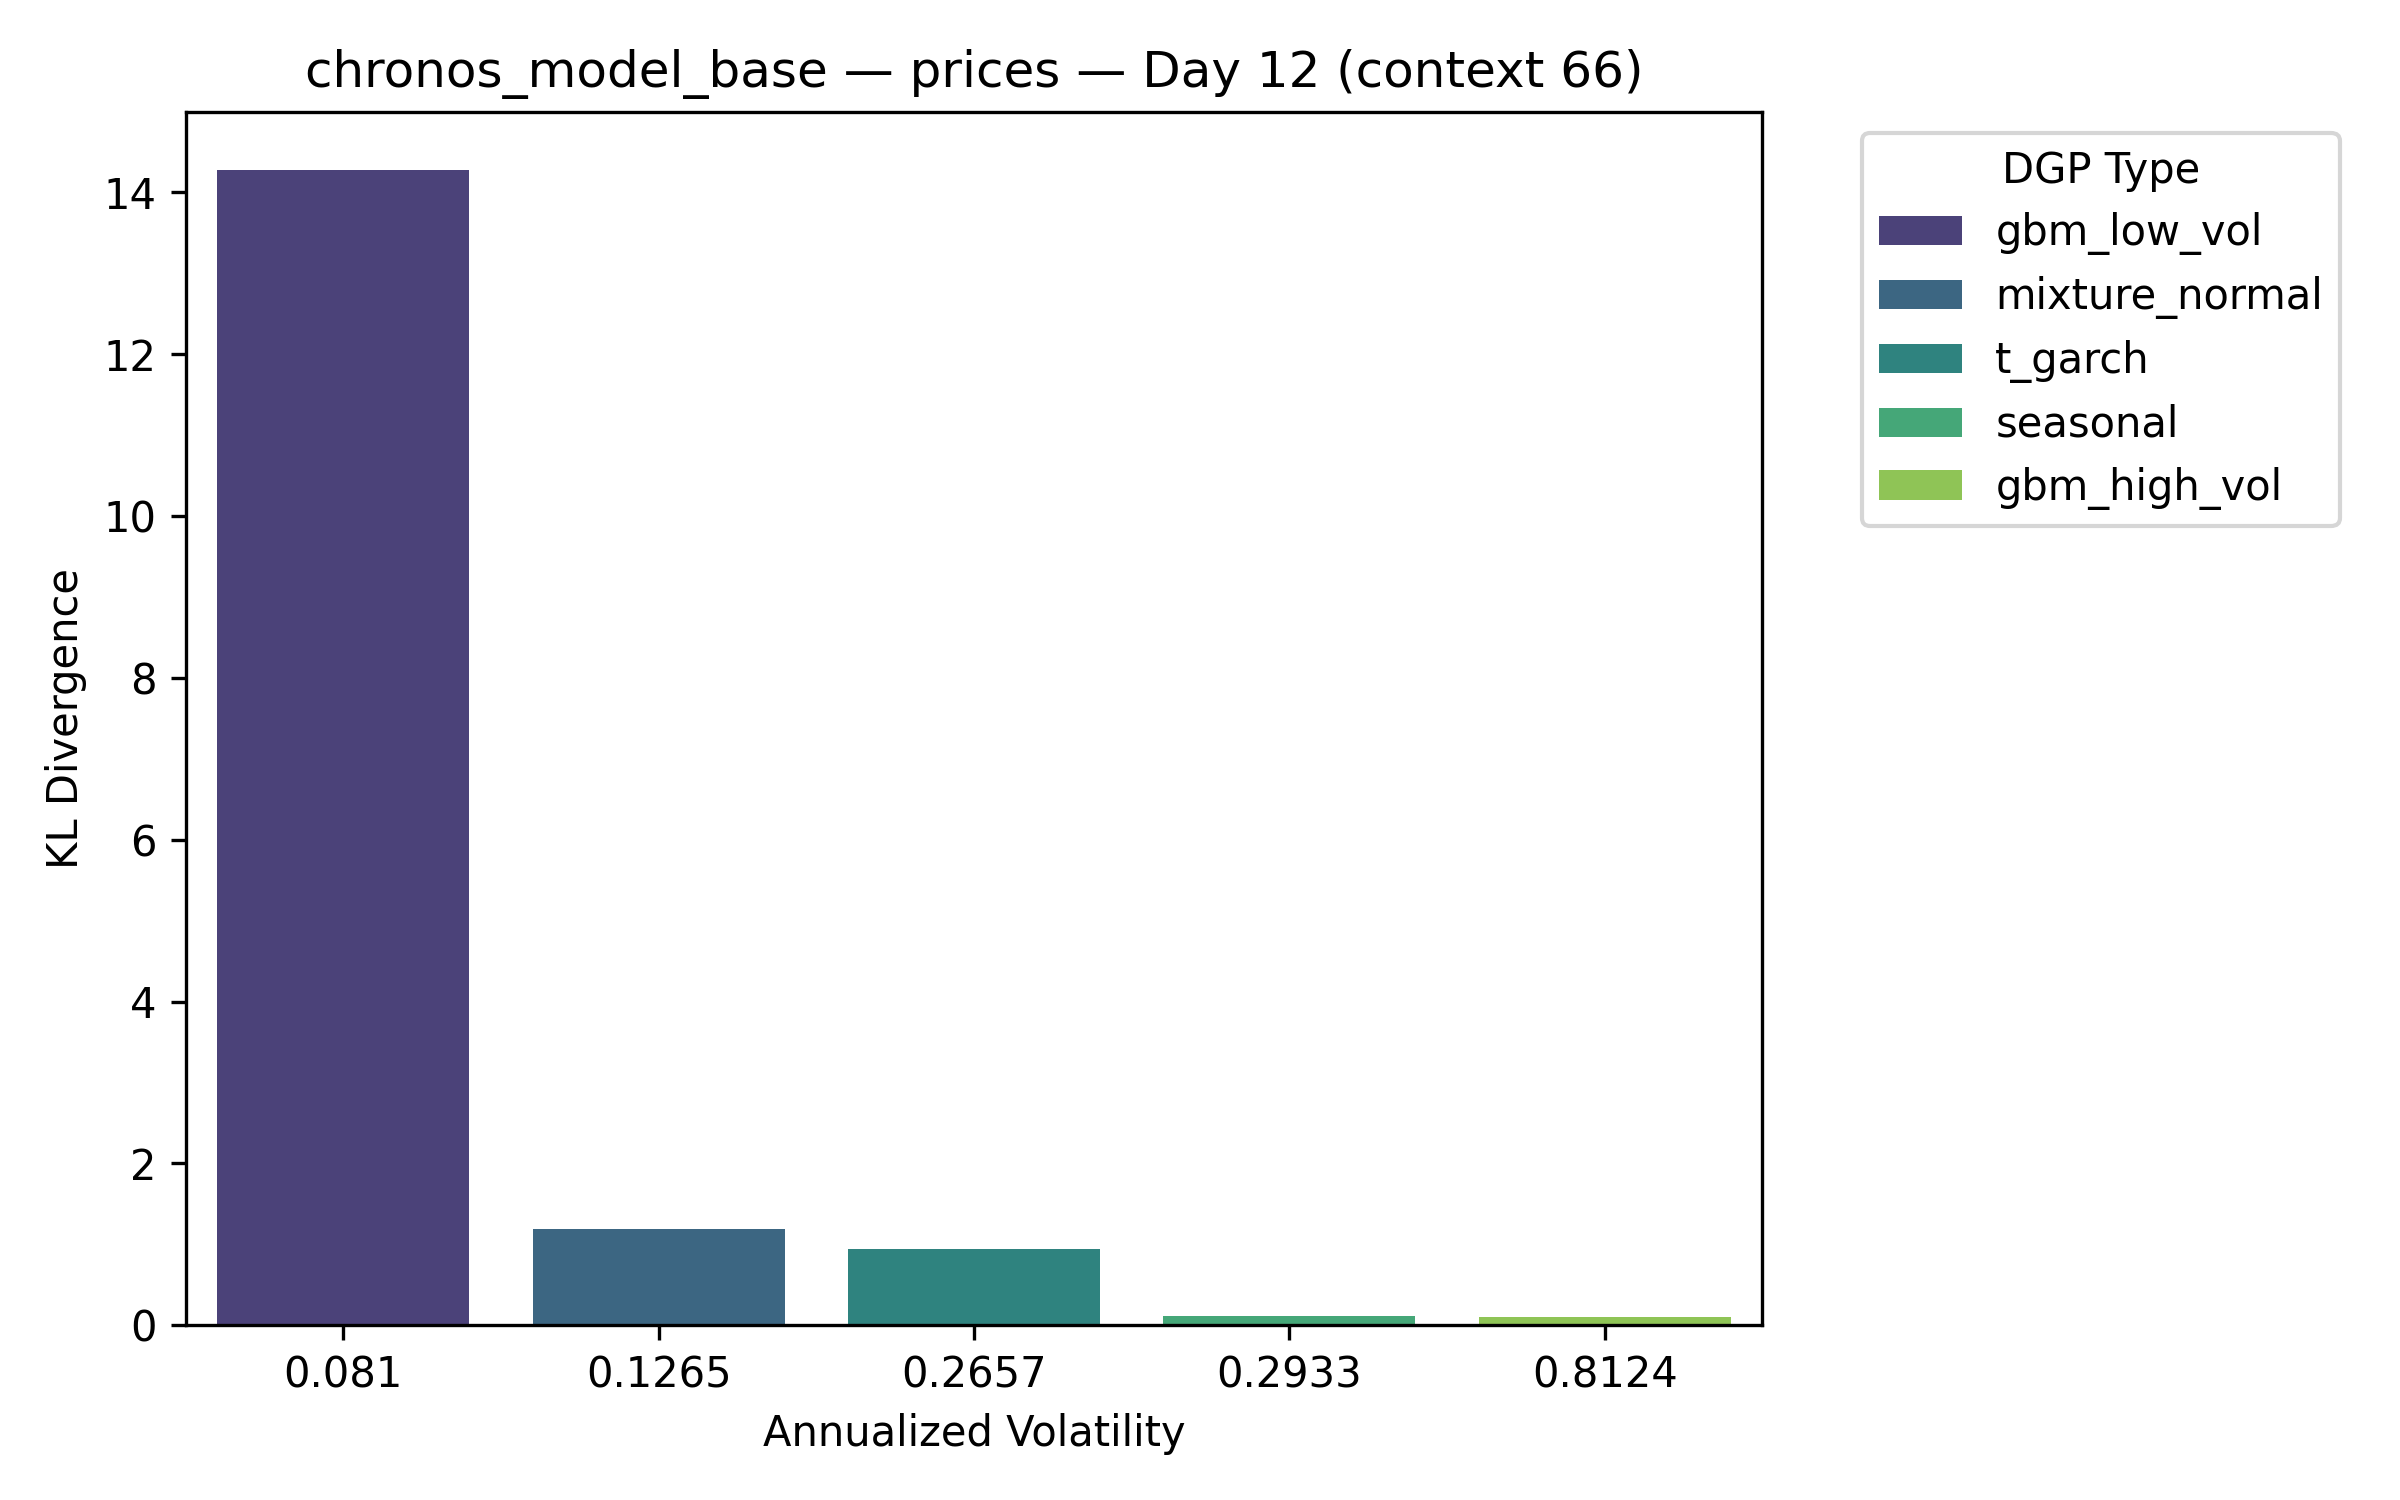 chronos_model_base — prices — Day 12 (context 66)
DGP Type
gbm_low_vol
mixture_normal
t_garch
seasonal
gbm_high_vol
KL Divergence
14
12
10
8
6
4
2
0
0.081 0.1265 0.2657 0.2933 0.8124
Annualized Volatility